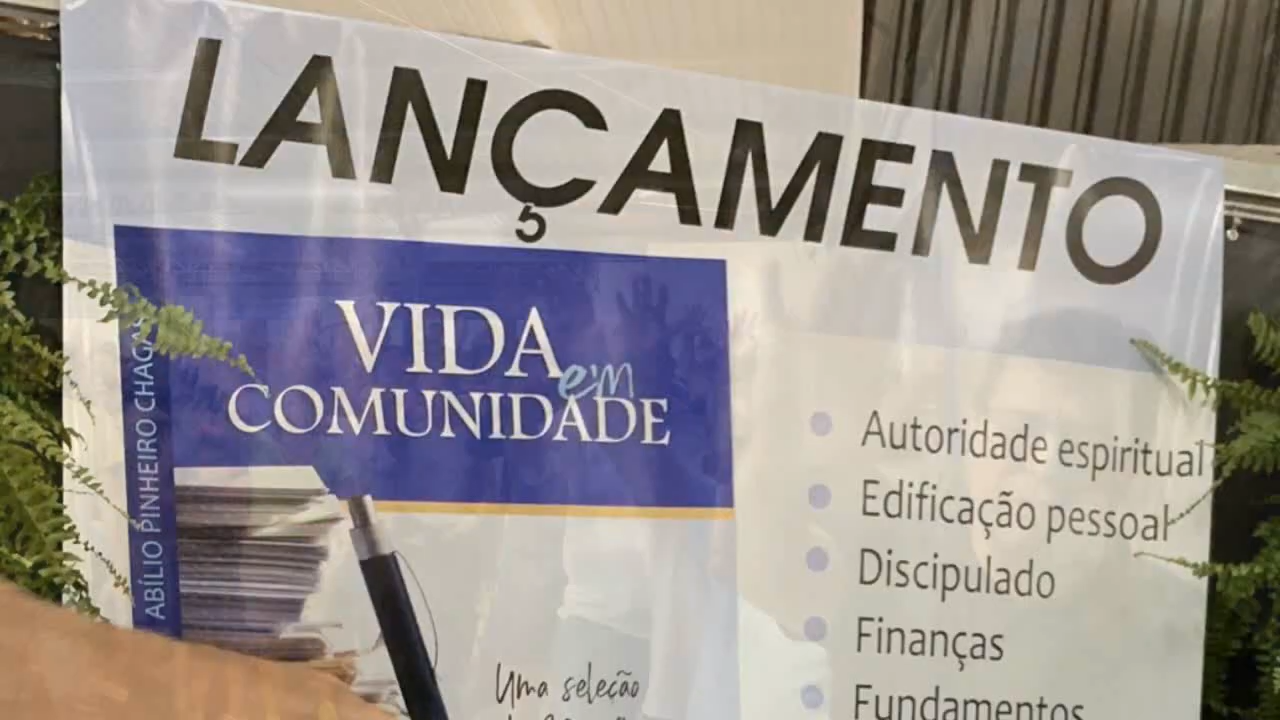 LANÇAMENTO
VIDA
em
COMUNIDADE
ABÍLIO PINHEIRO CHAGAS
Uma seleção
Autoridade espiritual
Edificação pessoal
Discipulado
Finanças
Fundamentos